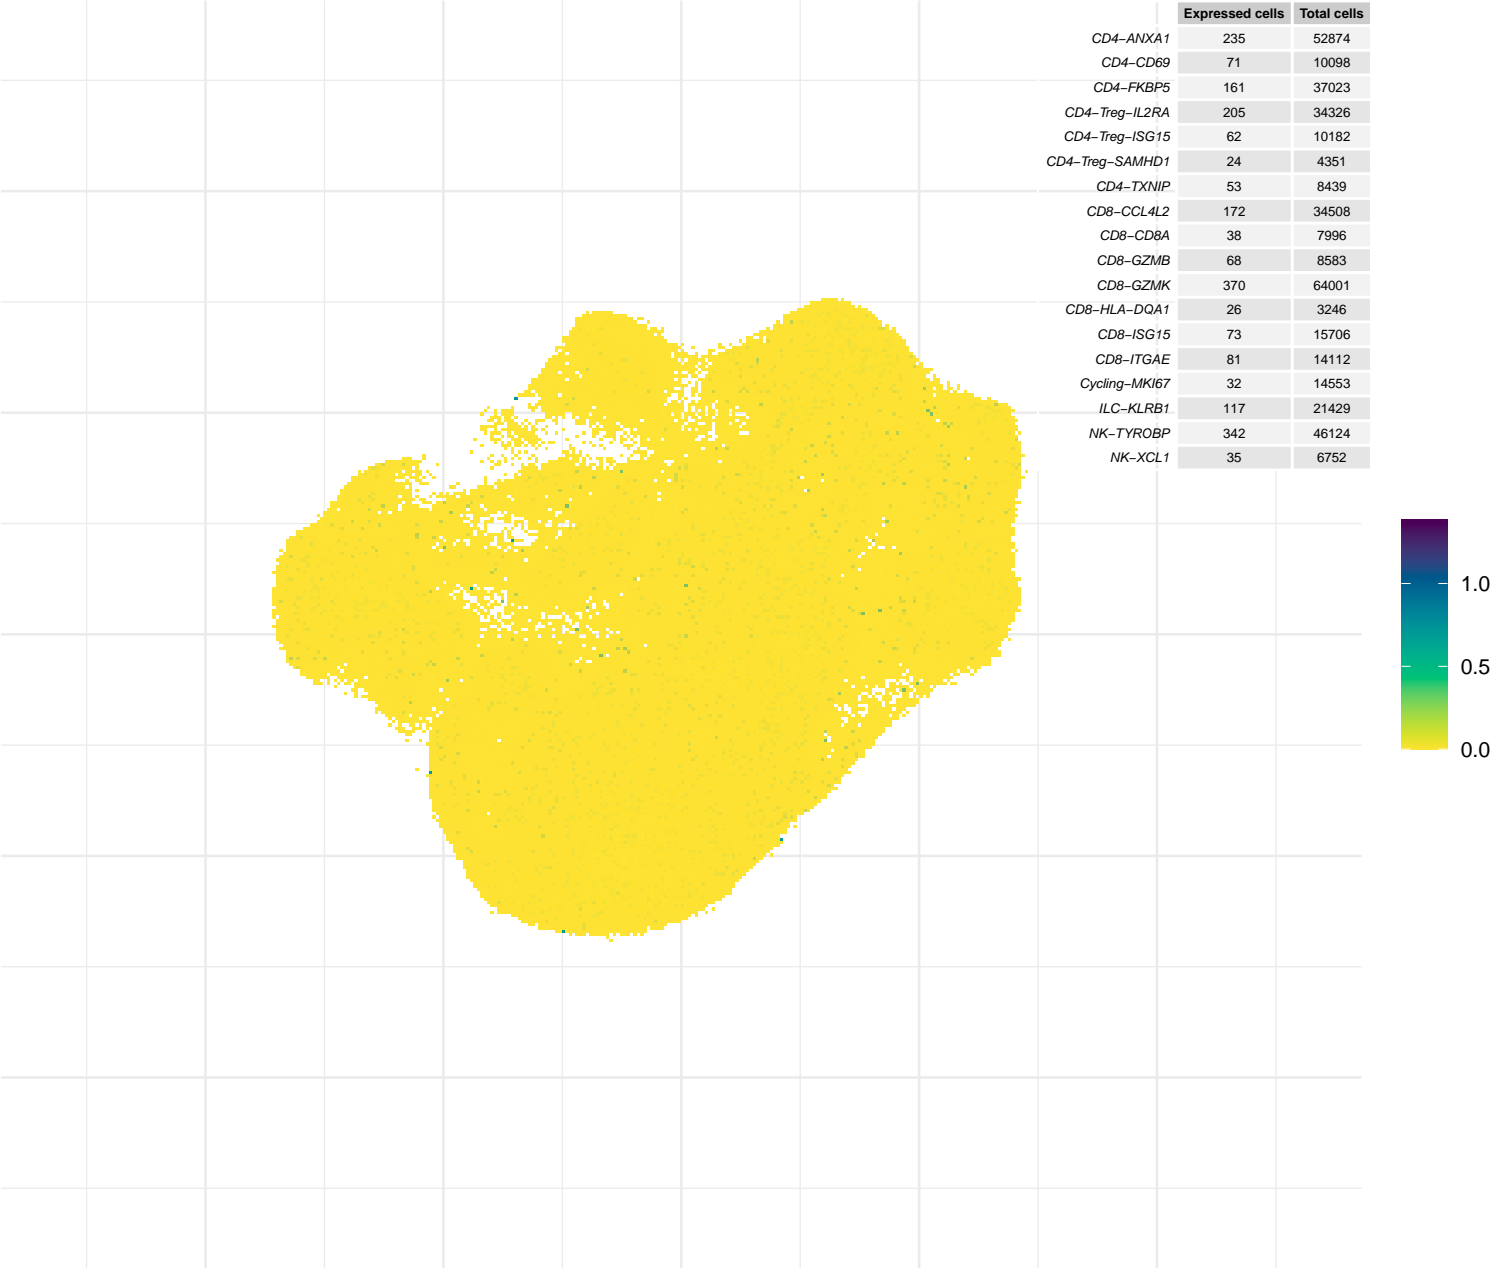 Expressed cells Total cells
CD4−ANXA1 235 52874
CD4−CD69 71 10098
CD4−FKBP5 161 37023
CD4−Treg−IL2RA 205 34326
CD4−Treg−ISG15 62 10182
CD4−Treg−SAMHD1 24 4351
CD4−TXNIP 53 8439
CD8−CCL4L2 172 34508
CD8−CD8A 38 7996
CD8−GZMB 68 8583
CD8−GZMK 370 64001
CD8−HLA−DQA1 26 3246
CD8−ISG15 73 15706
CD8−ITGAE 81 14112
Cycling−MKI67 32 14553
ILC−KLRB1 117 21429
NK−TYROBP 342 46124
NK−XCL1 35 6752
1.0
0.5
0.0